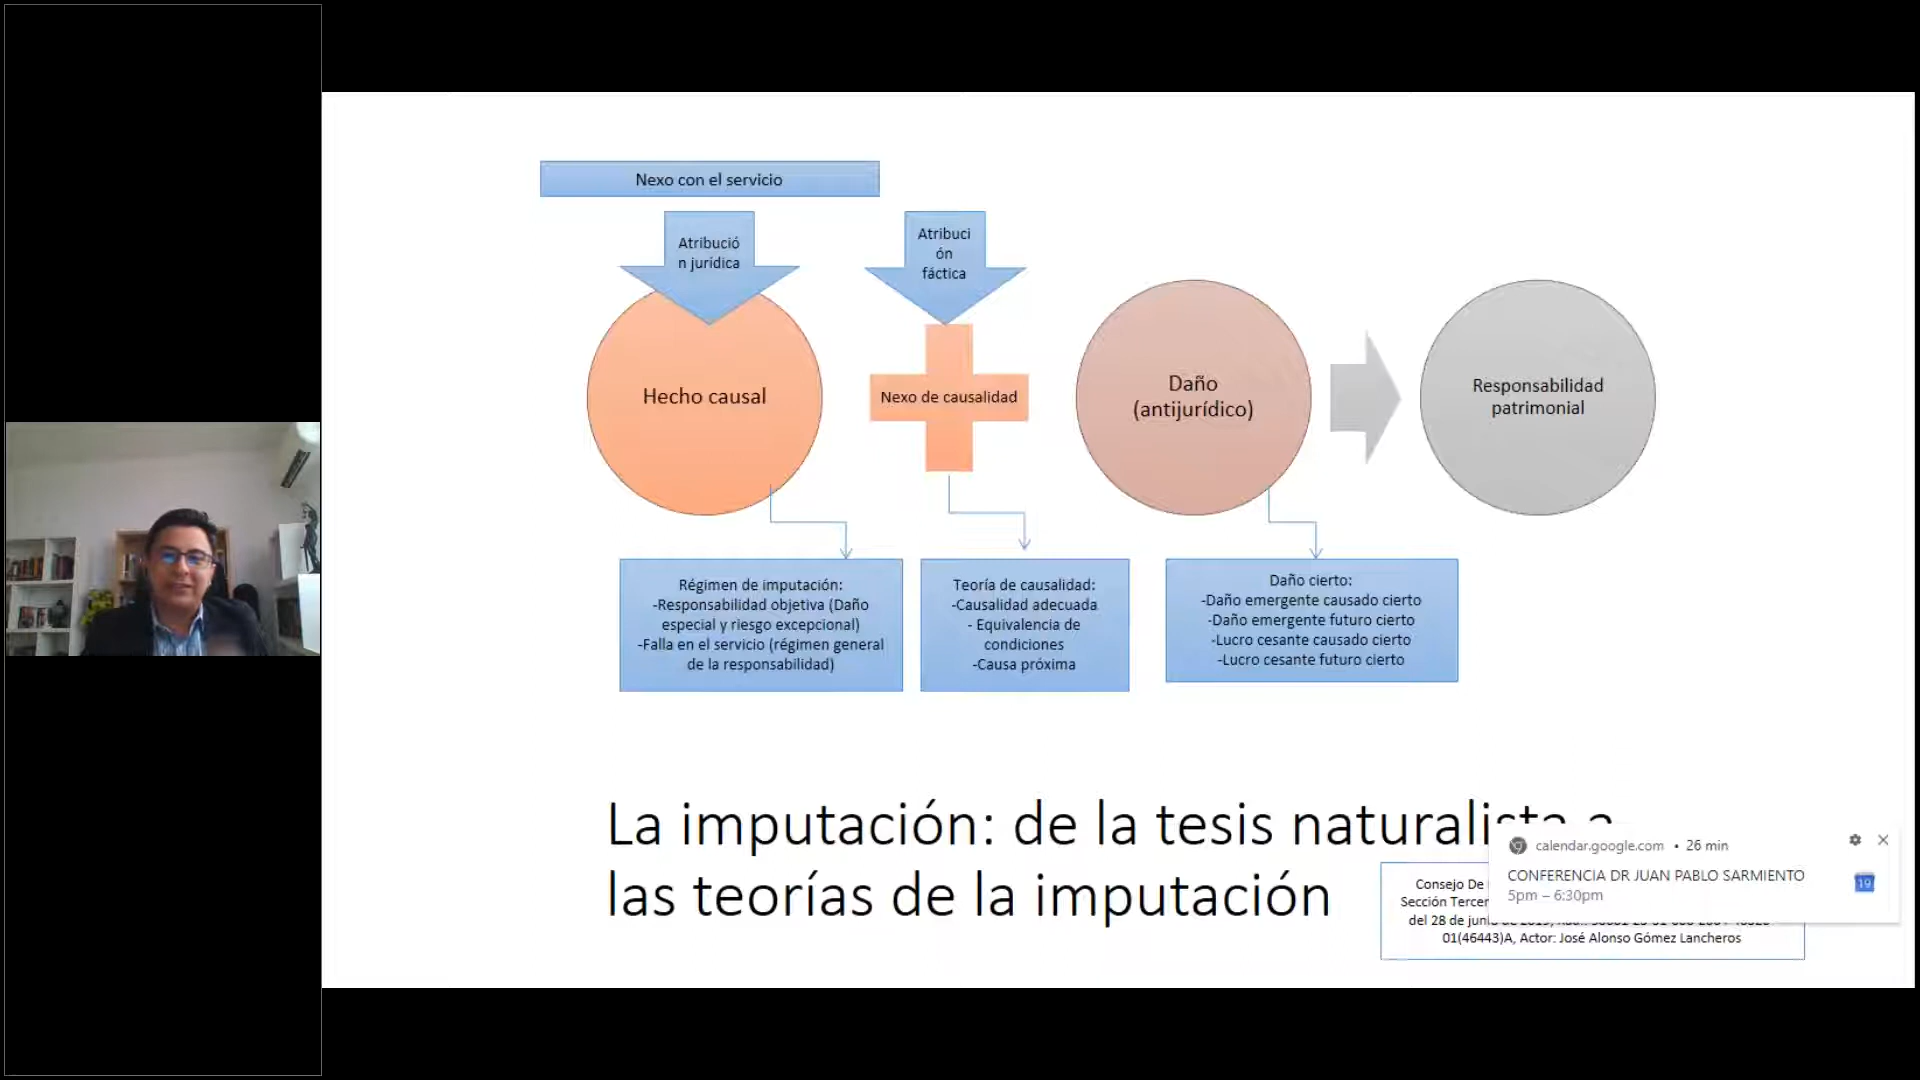 Nexo con el servicio
Atribució
n jurídica
Atribuci
ón
fáctica
Hecho causal
Nexo de causalidad
Daño
(antijurídico)
Responsabilidad
patrimonial
Régimen de imputación:
-Responsabilidad objetiva (Daño
especial y riesgo excepcional)
-Falla en el servicio (régimen general
de la responsabilidad)
Teoría de causalidad:
-Causalidad adecuada
- Equivalencia de
condiciones
-Causa próxima
Daño cierto:
-Daño emergente causado cierto
-Daño emergente futuro cierto
-Lucro cesante causado cierto
-Lucro cesante futuro cierto
La imputación: de la tesis naturalista a
las teorías de la imputación
calendar.google.com • 26 min
CONFERENCIA DR JUAN PABLO SARMIENTO
5pm – 6:30pm
19
Consejo De
Sección Tercer
del 28 de
01(46443)A, Actor: José Alonso Gómez Lancheros